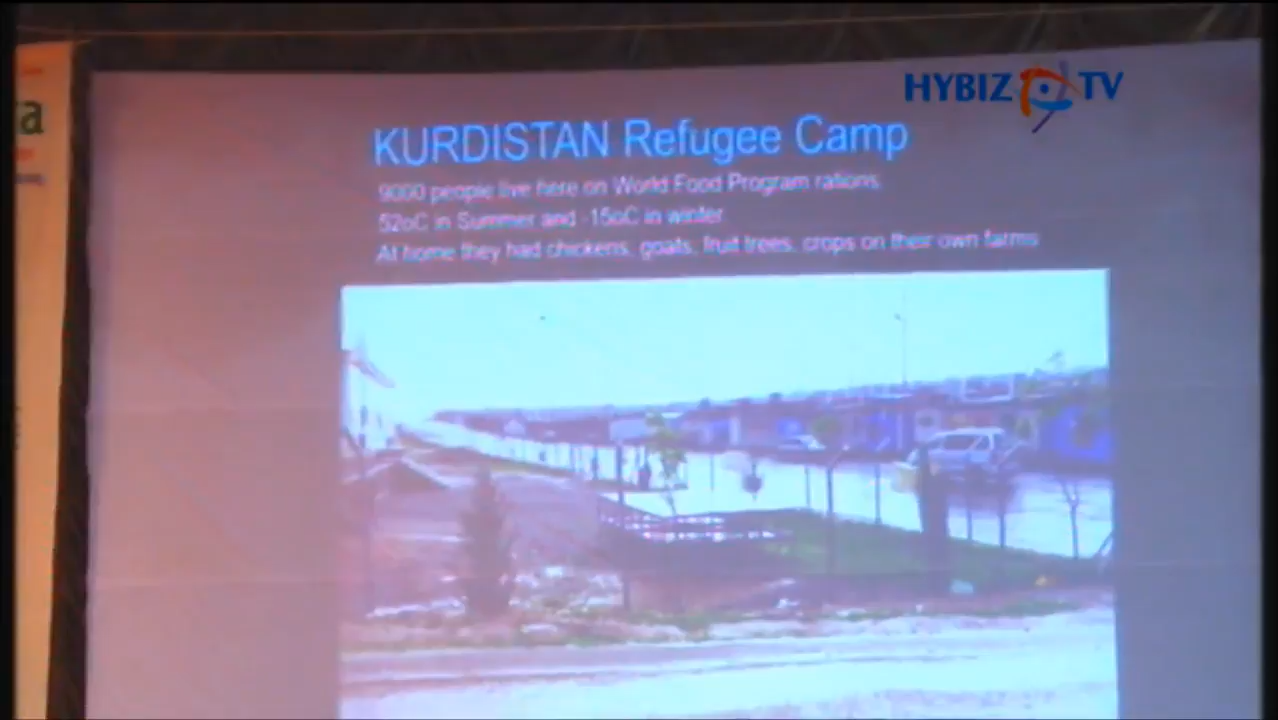 HYBIZ TV
KURDISTAN Refugee Camp
9000 people live here on World Food Program rations.
52oC in Summer and -15oC in winter
At home they had chickens, goats, fruit trees, crops on their own farms